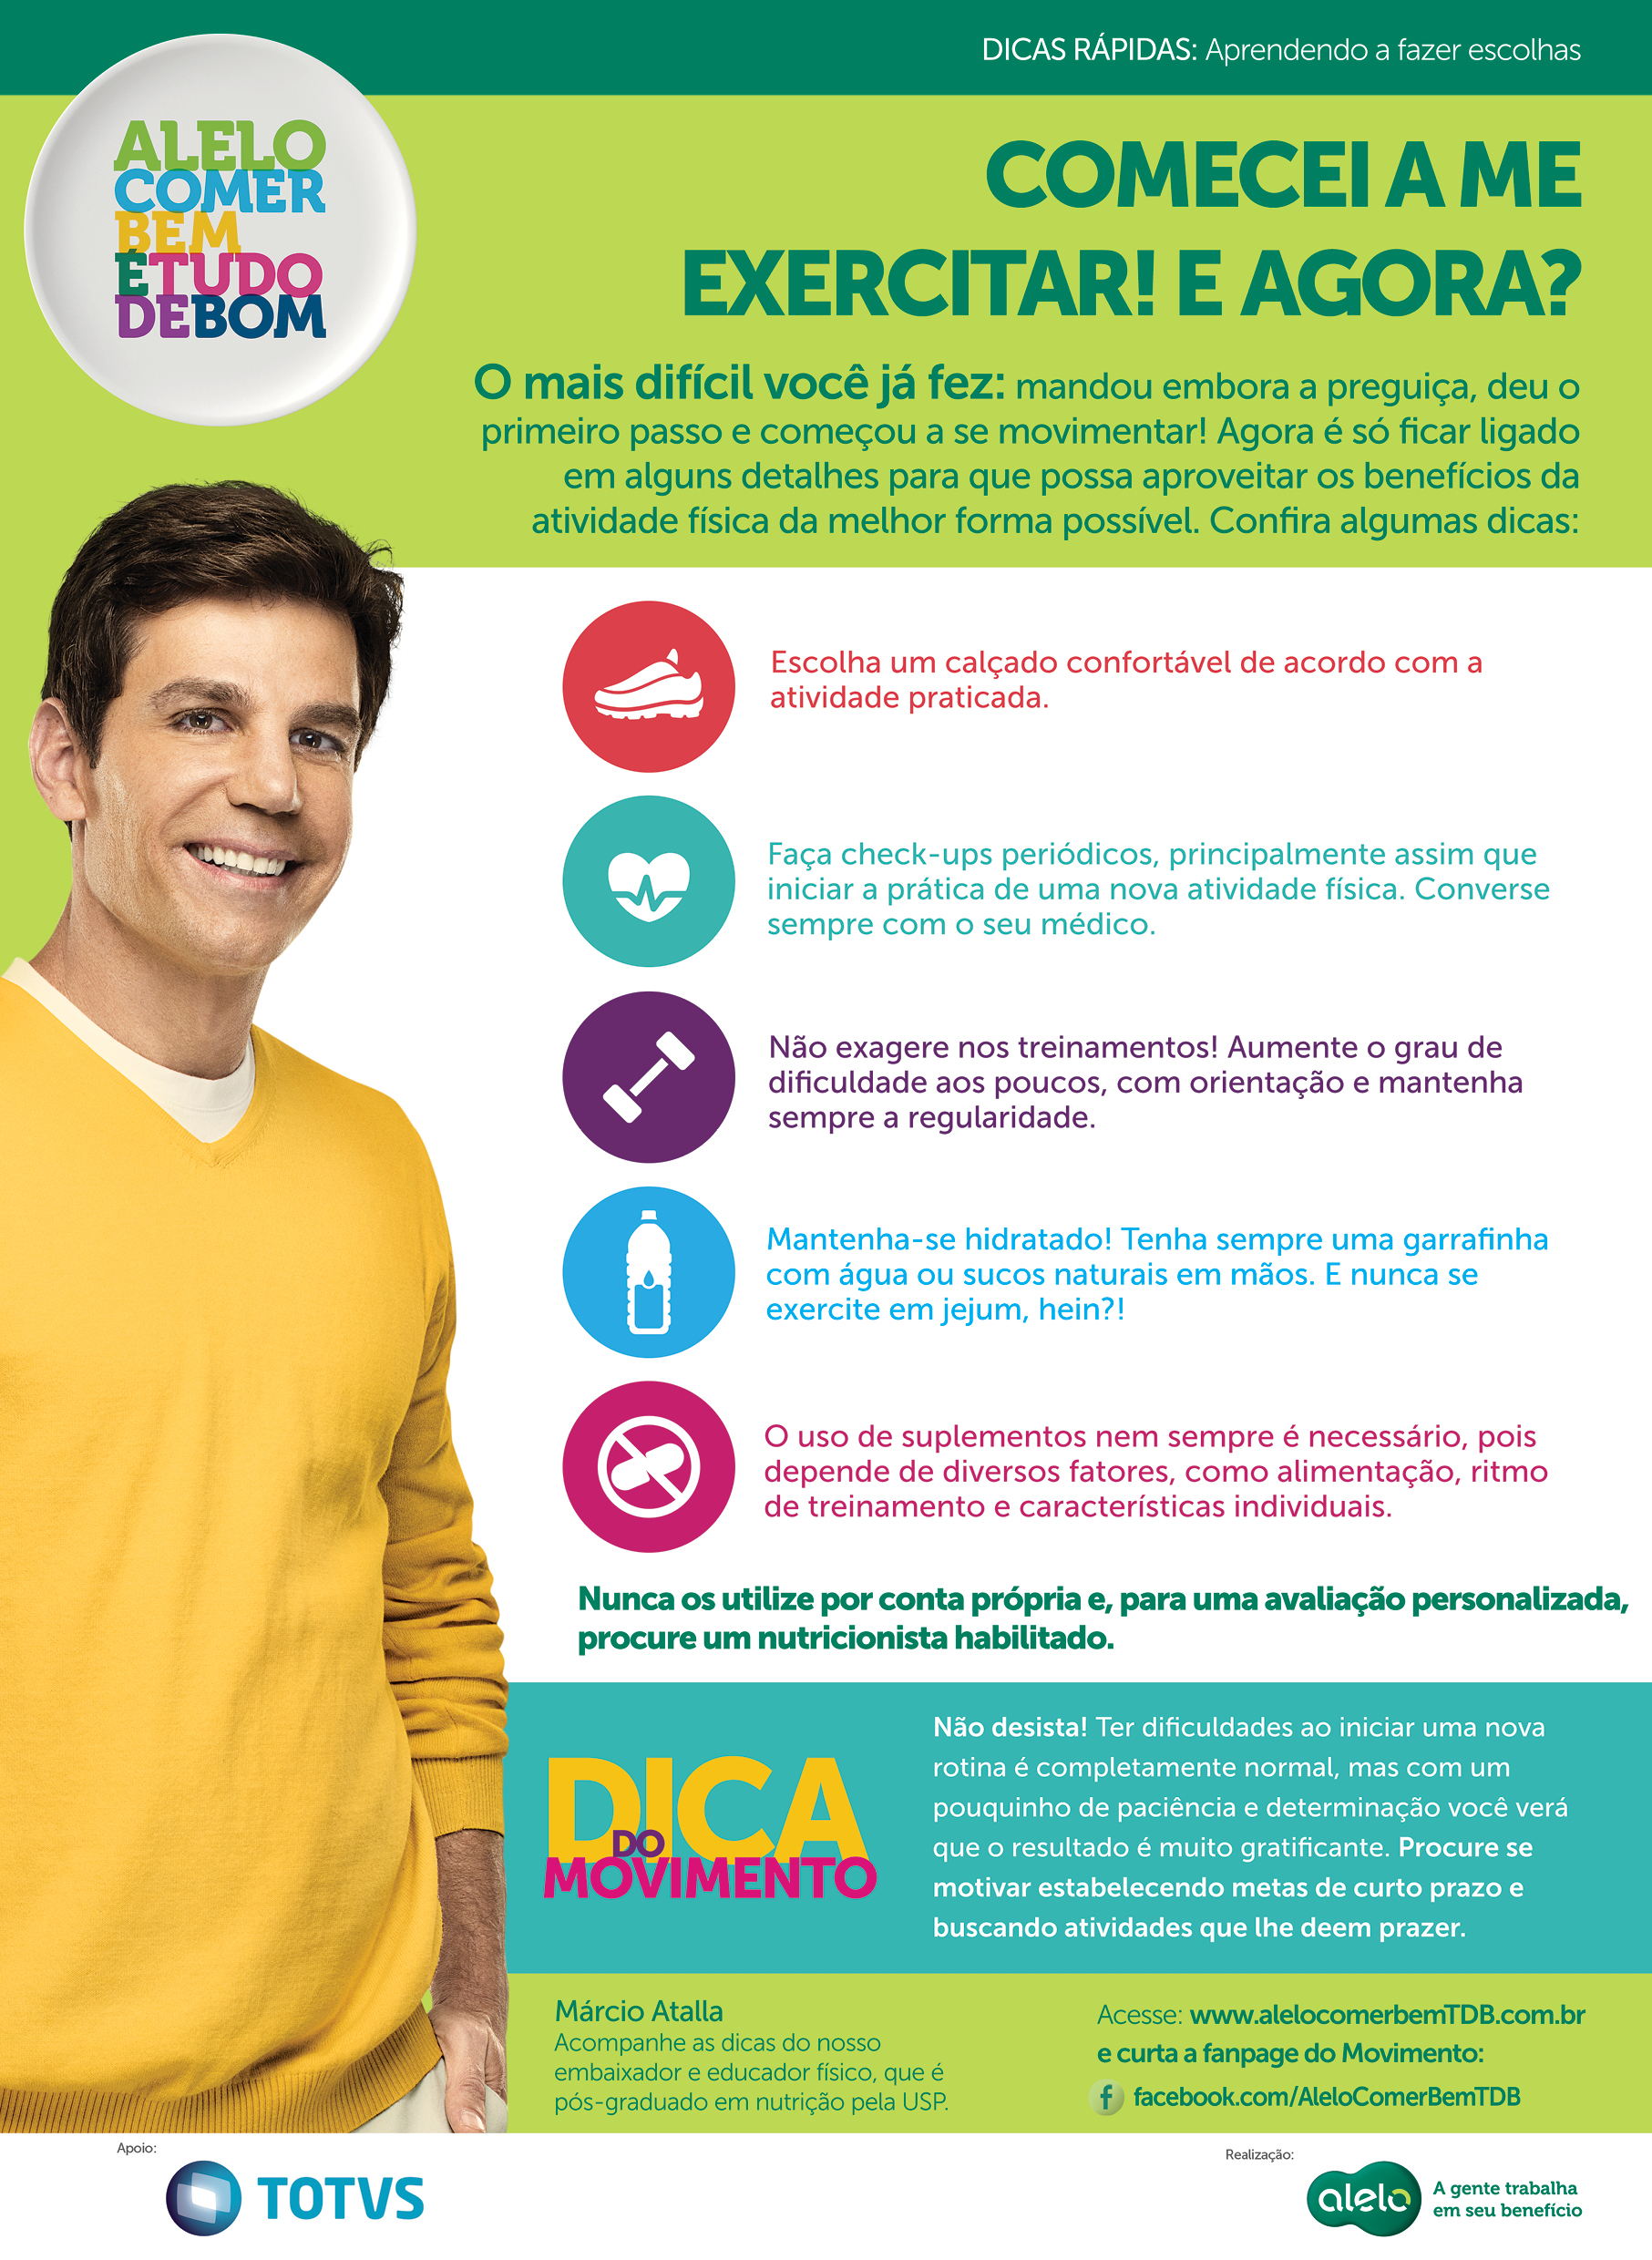 DICAS RÁPIDAS: Aprendendo a fazer escolhas
ALELO
COMER
BEM
ÉTUDO
DEBOM
COMECEI A ME
EXERCITAR! E AGORA?
O mais difícil você já fez: mandou embora a preguiça, deu o
primeiro passo e começou a se movimentar! Agora é só ficar ligado
em alguns detalhes para que possa aproveitar os benefícios da
atividade física da melhor forma possível. Confira algumas dicas:
Escolha um calçado confortável de acordo com a
atividade praticada.
Faça check-ups periódicos, principalmente assim que
iniciar a prática de uma nova atividade física. Converse
sempre com o seu médico.
Não exagere nos treinamentos! Aumente o grau de
dificuldade aos poucos, com orientação e mantenha
sempre a regularidade.
Mantenha-se hidratado! Tenha sempre uma garrafinha
com água ou sucos naturais em mãos. E nunca se
exercite em jejum, hein?!
O uso de suplementos nem sempre é necessário, pois
depende de diversos fatores, como alimentação, ritmo
de treinamento e características individuais.
Nunca os utilize por conta própria e, para uma avaliação personalizada,
procure um nutricionista habilitado.
DICA
DO
MOVIMENTO
Não desista! Ter dificuldades ao iniciar uma nova
rotina é completamente normal, mas com um
pouquinho de paciência e determinação você verá
que o resultado é muito gratificante. Procure se
motivar estabelecendo metas de curto prazo e
buscando atividades que lhe deem prazer.
Márcio Atalla
Acompanhe as dicas do nosso
embaixador e educador físico, que é
pós-graduado em nutrição pela USP.
Acesse: www.alelocomerbemTDB.com.br
e curta a fanpage do Movimento:
f facebook.com/AleloComerBemTDB
Apoio:
TOTVS
Realização:
alelo
A gente trabalha
em seu benefício